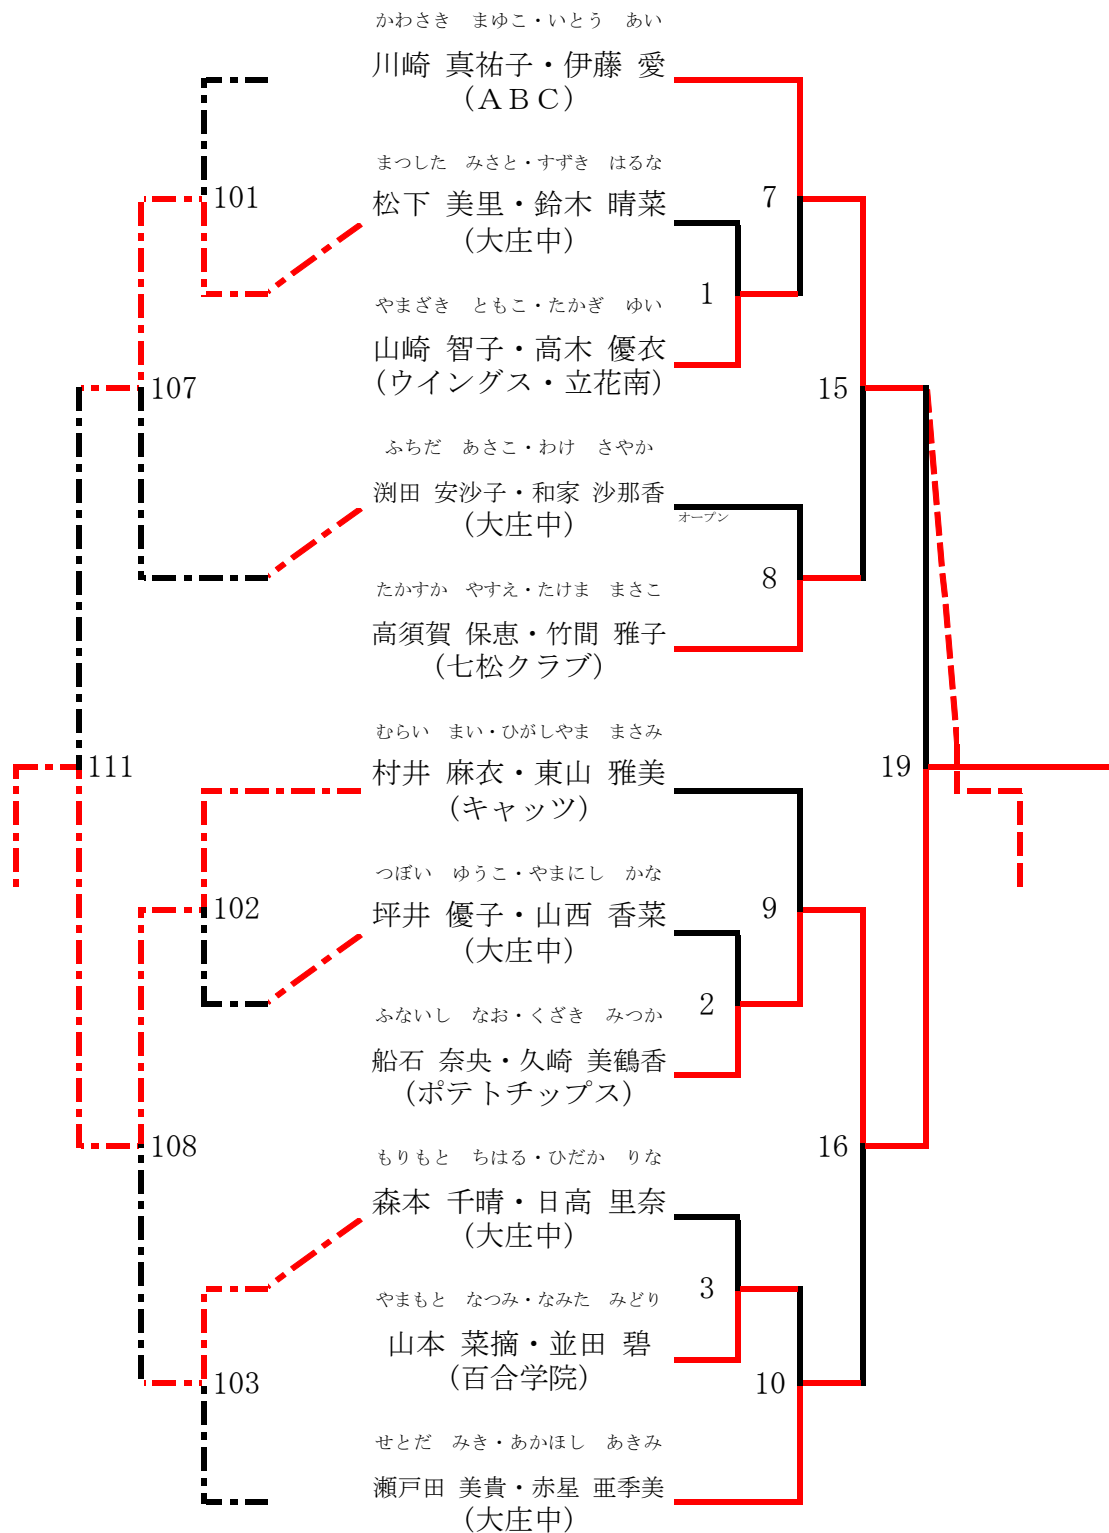 かわさき　まゆこ・いとう　あい
川崎 真祐子・伊藤 愛
（ＡＢＣ）
まつした　みさと・すずき　はるな
101
7
松下 美里・鈴木 晴菜
（大庄中）
1
やまざき　ともこ・たかぎ　ゆい
山崎 智子・高木 優衣
（ウイングス・立花南）
107
15
ふちだ　あさこ・わけ　さやか
渕田 安沙子・和家 沙那香
オープン
（大庄中）
8
たかすか　やすえ・たけま　まさこ
高須賀 保恵・竹間 雅子
（七松クラブ）
むらい　まい・ひがしやま　まさみ
111
村井 麻衣・東山 雅美
19
（キャッツ）
つぼい　ゆうこ・やまにし　かな
102
坪井 優子・山西 香菜
9
（大庄中）
2
ふないし　なお・くざき　みつか
船石 奈央・久崎 美鶴香
（ポテトチップス）
108
16
もりもと　ちはる・ひだか　りな
森本 千晴・日高 里奈
（大庄中）
3
やまもと　なつみ・なみた　みどり
山本 菜摘・並田 碧
（百合学院）
103
10
せとだ　みき・あかほし　あきみ
瀬戸田 美貴・赤星 亜季美
（大庄中）